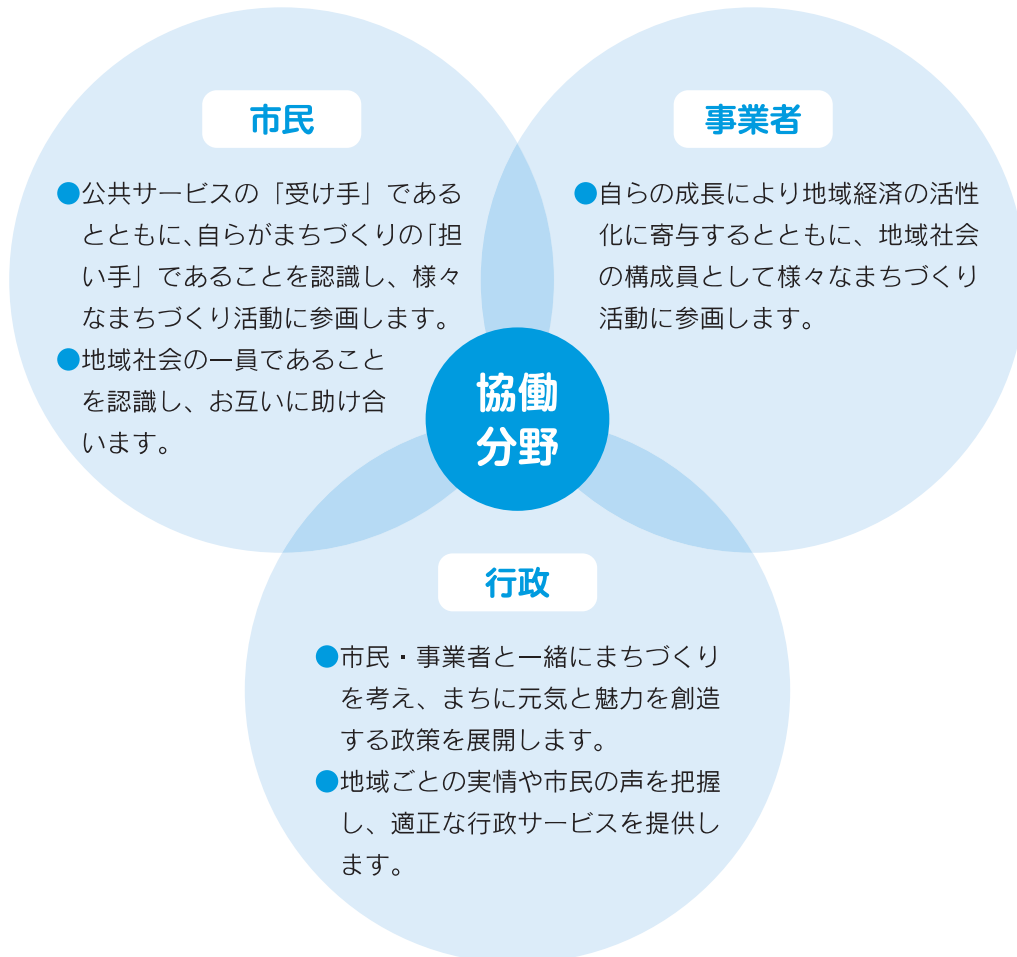 市民
●公共サービスの「受け手」である
とともに、自らがまちづくりの「担
い手」であることを認識し、様々
なまちづくり活動に参画します。
●地域社会の一員であること
を認識し、お互いに助け合
います。
事業者
●自らの成長により地域経済の活性
化に寄与するとともに、地域社会
の構成員として様々なまちづくり
活動に参画します。
協働
分野
行政
●市民・事業者と一緒にまちづくり
を考え、まちに元気と魅力を創造
する政策を展開します。
●地域ごとの実情や市民の声を把握
し、適正な行政サービスを提供し
ます。